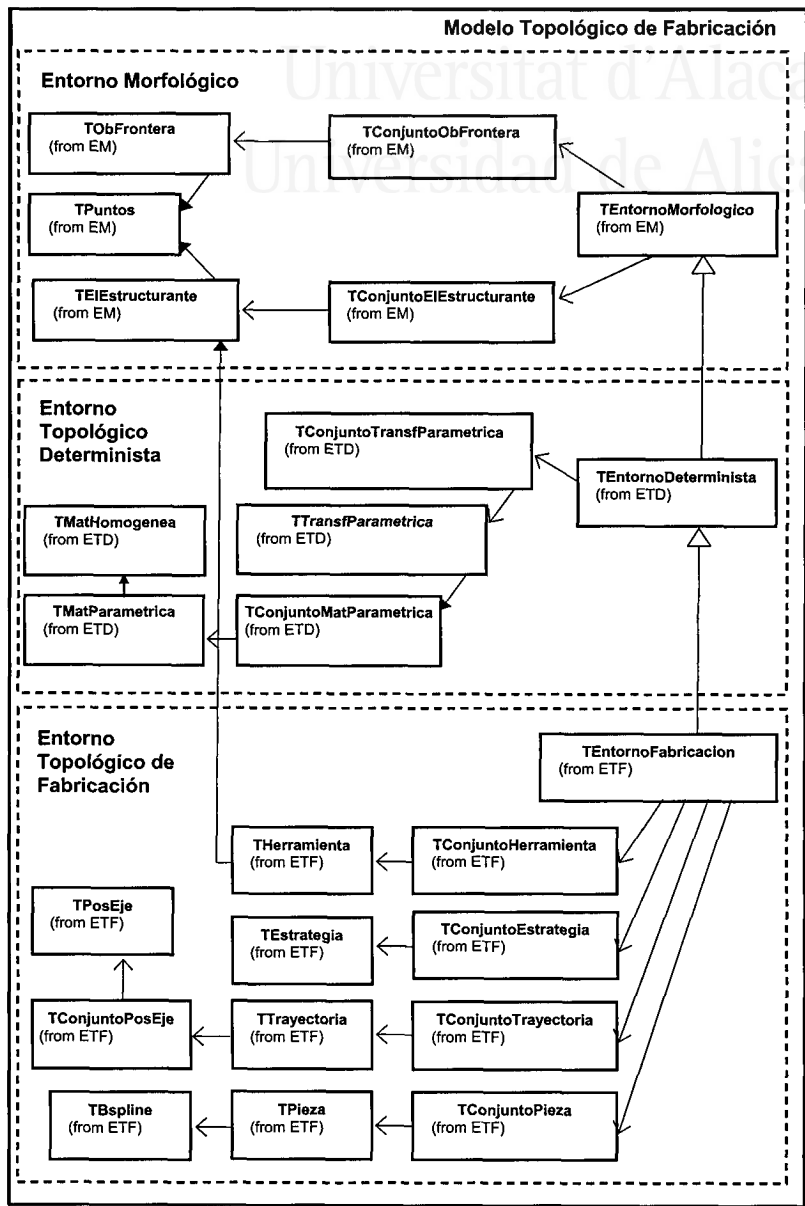 Modelo Topológico de Fabricación
Universitat d'Alaca
Universidad de Alica
Entorno Morfológico
TObFrontera
(from EM)
TConjuntoObFrontera
(from EM)
TPuntos
(from EM)
TEntornoMorfologico
(from EM)
TElEstructurante
(from EM)
TConjuntoElEstructurante
(from EM)
Entorno
Topológico
Determinista
TConjuntoTransfParametrica
(from ETD)
TEntornoDeterminista
(from ETD)
TMatHomogenea
(from ETD)
TTransfParametrica
(from ETD)
TMatParametrica
(from ETD)
TConjuntoMatParametrica
(from ETD)
Entorno
Topológico de
Fabricación
TEntornoFabricacion
(from ETF)
THerramienta
(from ETF)
TConjuntoHerramienta
(from ETF)
TPosEje
(from ETF)
TEstrategia
(from ETF)
TConjuntoEstrategia
(from ETF)
TConjuntoPosEje
(from ETF)
TTrayectoria
(from ETF)
TConjuntoTrayectoria
(from ETF)
TBspline
(from ETF)
TPieza
(from ETF)
TConjuntoPieza
(from ETF)